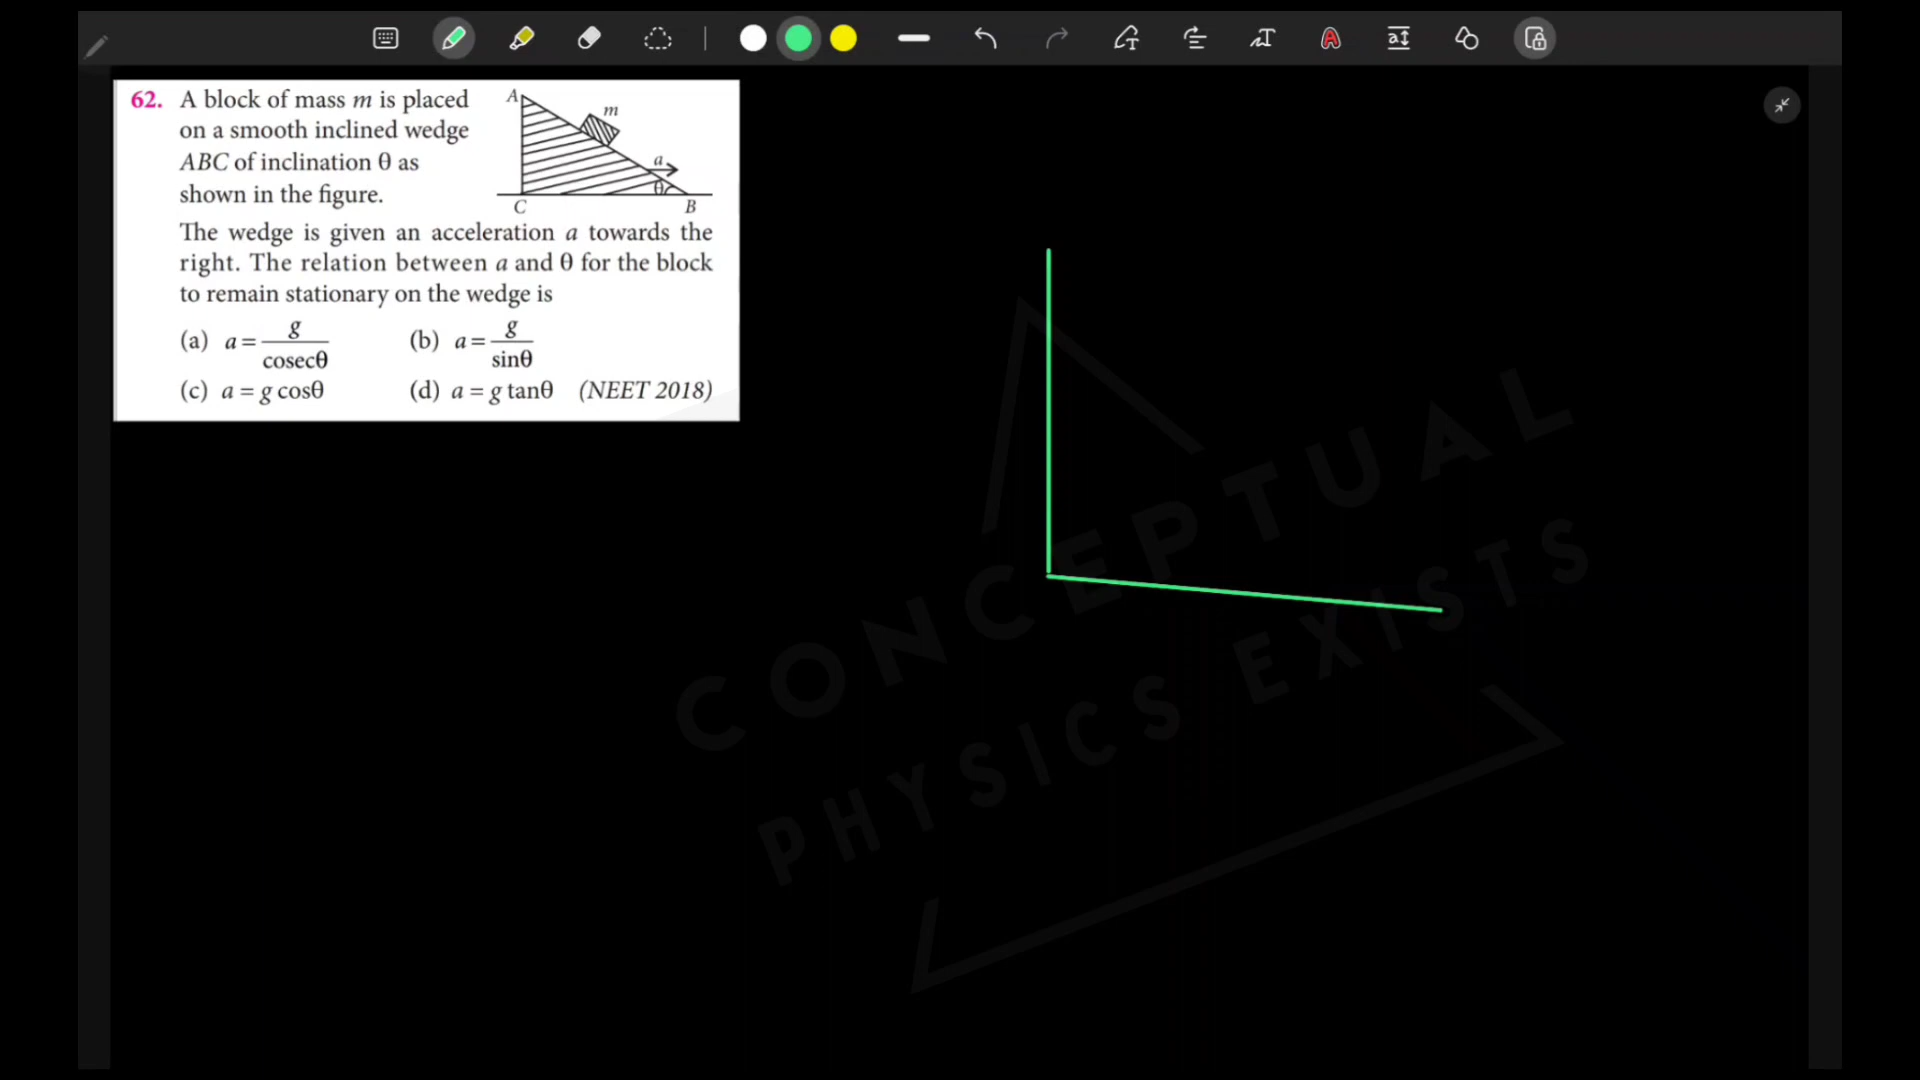 62. A block of mass m is placed
on a smooth inclined wedge
ABC of inclination θ as
shown in the figure.
A
m
a
θ
C
B
The wedge is given an acceleration a towards the
right. The relation between a and θ for the block
to remain stationary on the wedge is
(a) a = g/cosecθ (b) a = g/sinθ
(c) a = g cosθ (d) a = g tanθ (NEET 2018)
CONCEPTUAL
PHYSICS EXISTS